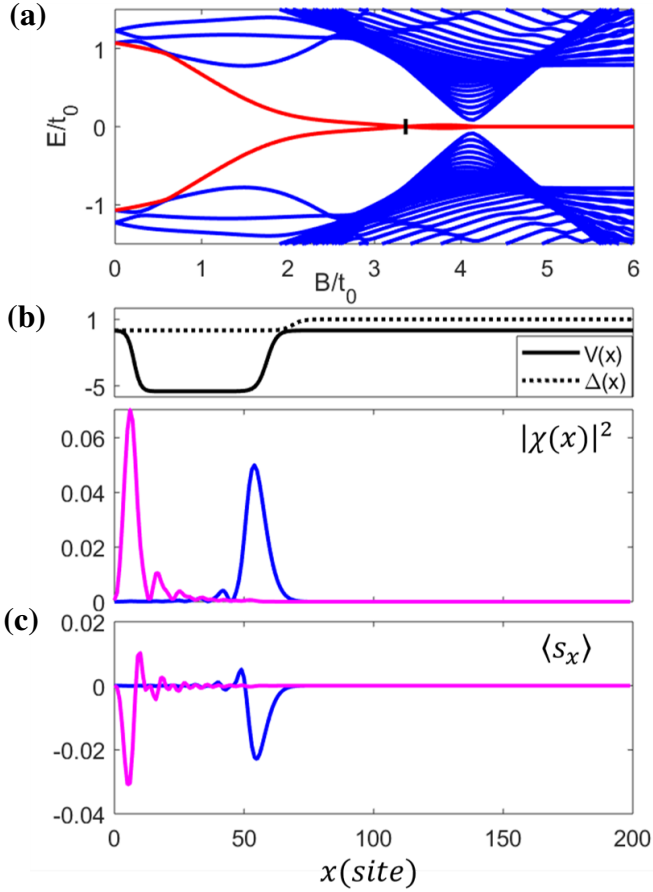 (a)
1
0
-1
E/t₀
0
1
2
3
4
5
6
B/t₀
(b)
1
-5
V(x)
Δ(x)
0.06
0.04
0.02
0
|χ(x)|²
(c)
0.02
0
-0.02
-0.04
⟨sₓ⟩
0
50
100
150
200
x(site)